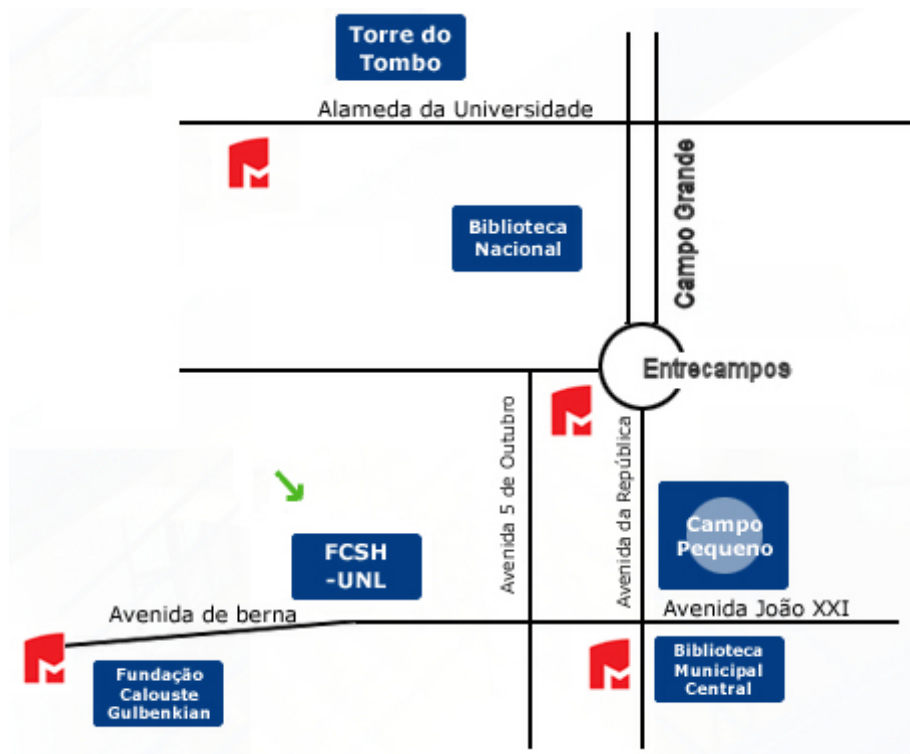 Torre do
Tombo
Alameda da Universidade
Campo Grande
Biblioteca
Nacional
Entrecampos
Avenida 5 de Outubro
Avenida da República
Campo
Pequeno
FCSH
-UNL
Avenida de berna
Avenida João XXI
Fundação
Calouste
Gulbenkian
Biblioteca
Municipal
Central